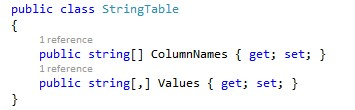 public class StringTable
{
1 reference
public string[] ColumnNames { get; set; }
1 reference
public string[,] Values { get; set; }
}